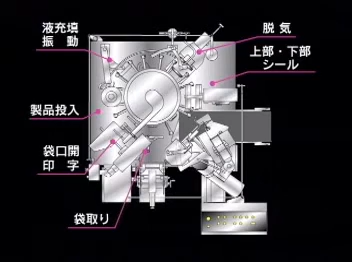 液充填
振動
脱気
上部・下部
シール
製品投入
袋口開
印字
袋取り